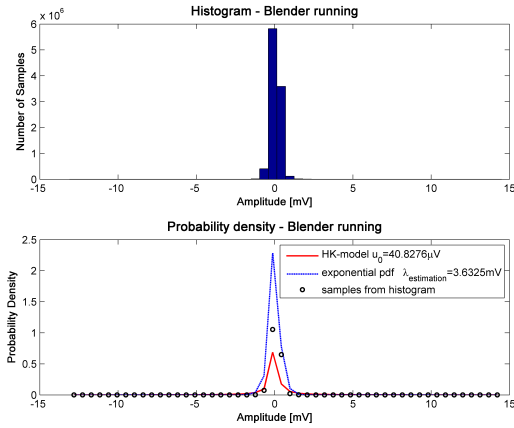 Histogram - Blender running
x 10^6
6
5
4
3
2
1
0
Number of Samples
-15 -10 -5 0 5 10 15
Amplitude [mV]
Probability density - Blender running
2.5
2
1.5
1
0.5
0
Probability Density
HK-model u_0=40.8276μV
exponential pdf λ_estimation=3.6325mV
samples from histogram
-15 -10 -5 0 5 10 15
Amplitude [mV]